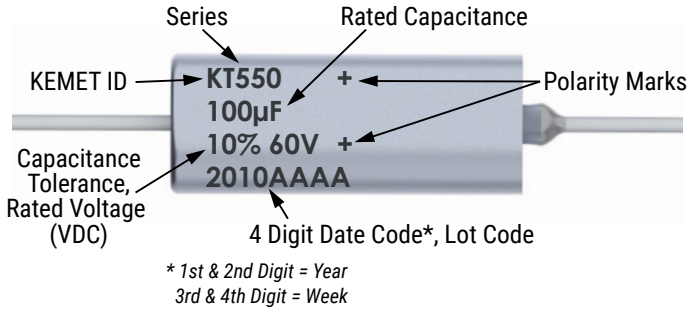 Series
Rated Capacitance
KEMET ID
KT550 +
Polarity Marks
100µF
10% 60V +
Capacitance
Tolerance,
Rated Voltage
(VDC)
2010AAAA
4 Digit Date Code*, Lot Code
* 1st & 2nd Digit = Year
3rd & 4th Digit = Week